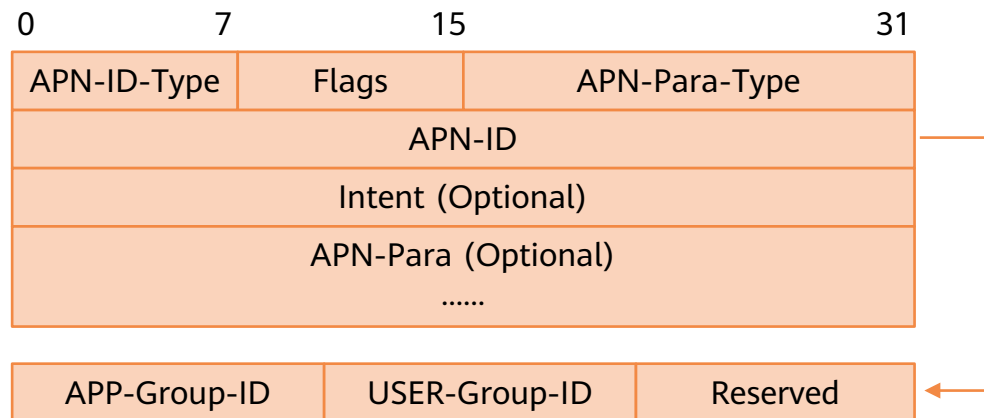 0 7 15 31
APN-ID-Type Flags APN-Para-Type
APN-ID
Intent (Optional)
APN-Para (Optional)
......
APP-Group-ID USER-Group-ID Reserved